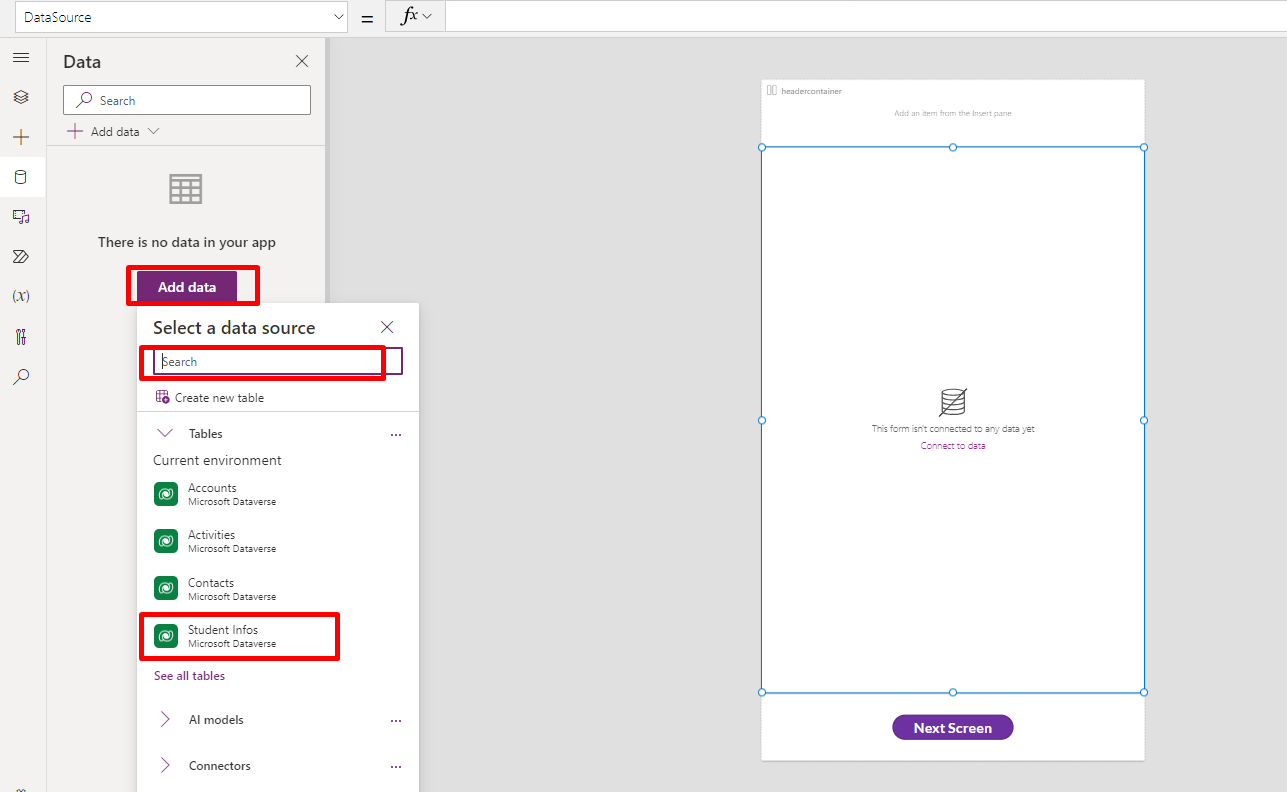 DataSource
=
fx
Data
Search
Add data
There is no data in your app
Add data
Select a data source
Search
Create new table
Tables
...
Current environment
Accounts
Microsoft Dataverse
Activities
Microsoft Dataverse
Contacts
Microsoft Dataverse
Student Infos
Microsoft Dataverse
See all tables
AI models
...
Connectors
...
(x)
headercontainer
Add an item from the Insert pane
This form isn't connected to any data yet
Connect to data
Next Screen